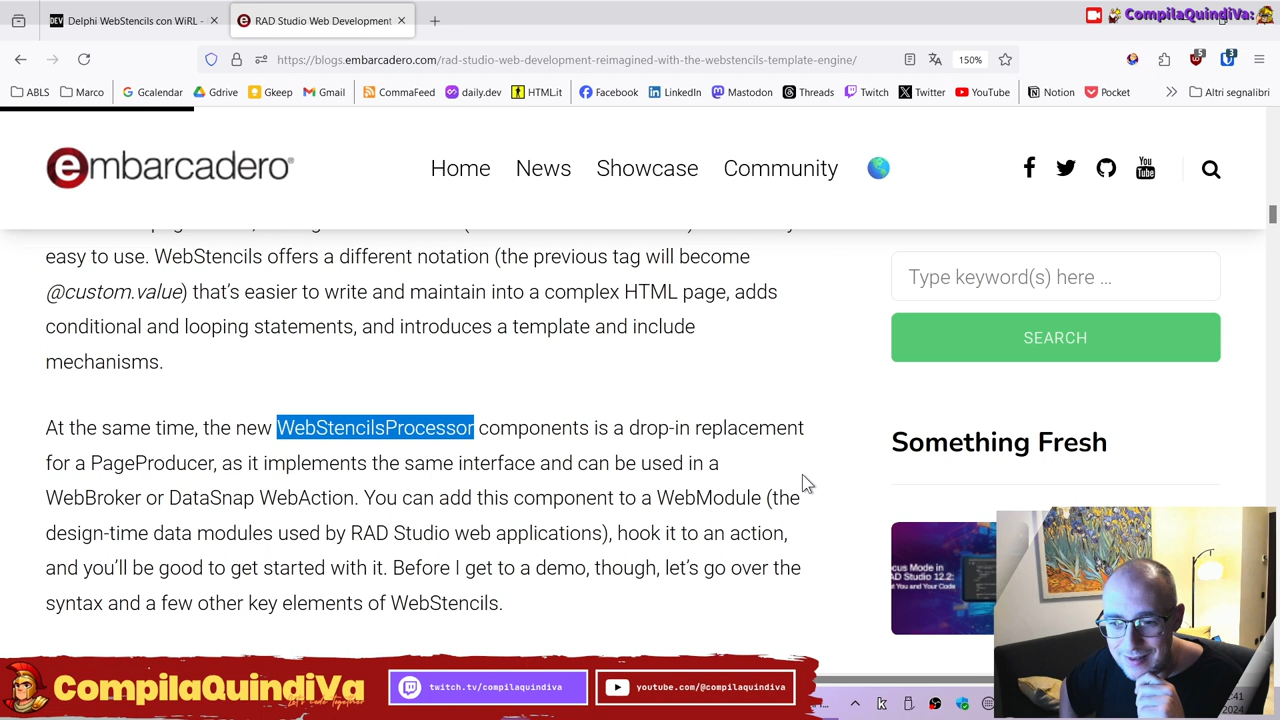 Delphi WebStencils con WiRL -
RAD Studio Web Development
CompilaQuindiVa:
https://blogs.embarcadero.com/rad-studio-web-development-reimagined-with-the-webstencils-template-engine/
150%
ABLS
Marco
Gcalendar
Gdrive
Gkeep
Gmail
CommaFeed
daily.dev
HTML.it
Facebook
LinkedIn
Mastodon
Threads
Twitch
Twitter
YouTube
Notion
Pocket
Altri segnalibri
embarcadero®
Home
News
Showcase
Community
You
Tube
easy to use. WebStencils offers a different notation (the previous tag will become
@custom.value) that's easier to write and maintain into a complex HTML page, adds
conditional and looping statements, and introduces a template and include
mechanisms.
At the same time, the new WebStencilsProcessor components is a drop-in replacement
for a PageProducer, as it implements the same interface and can be used in a
WebBroker or DataSnap WebAction. You can add this component to a WebModule (the
design-time data modules used by RAD Studio web applications), hook it to an action,
and you'll be good to get started with it. Before I get to a demo, though, let's go over the
syntax and a few other key elements of WebStencils.
Type keyword(s) here ...
SEARCH
Something Fresh
CompilaQuindiVa
Let's Code Together
twitch.tv/compilaquindiva
youtube.com/@compilaquindiva